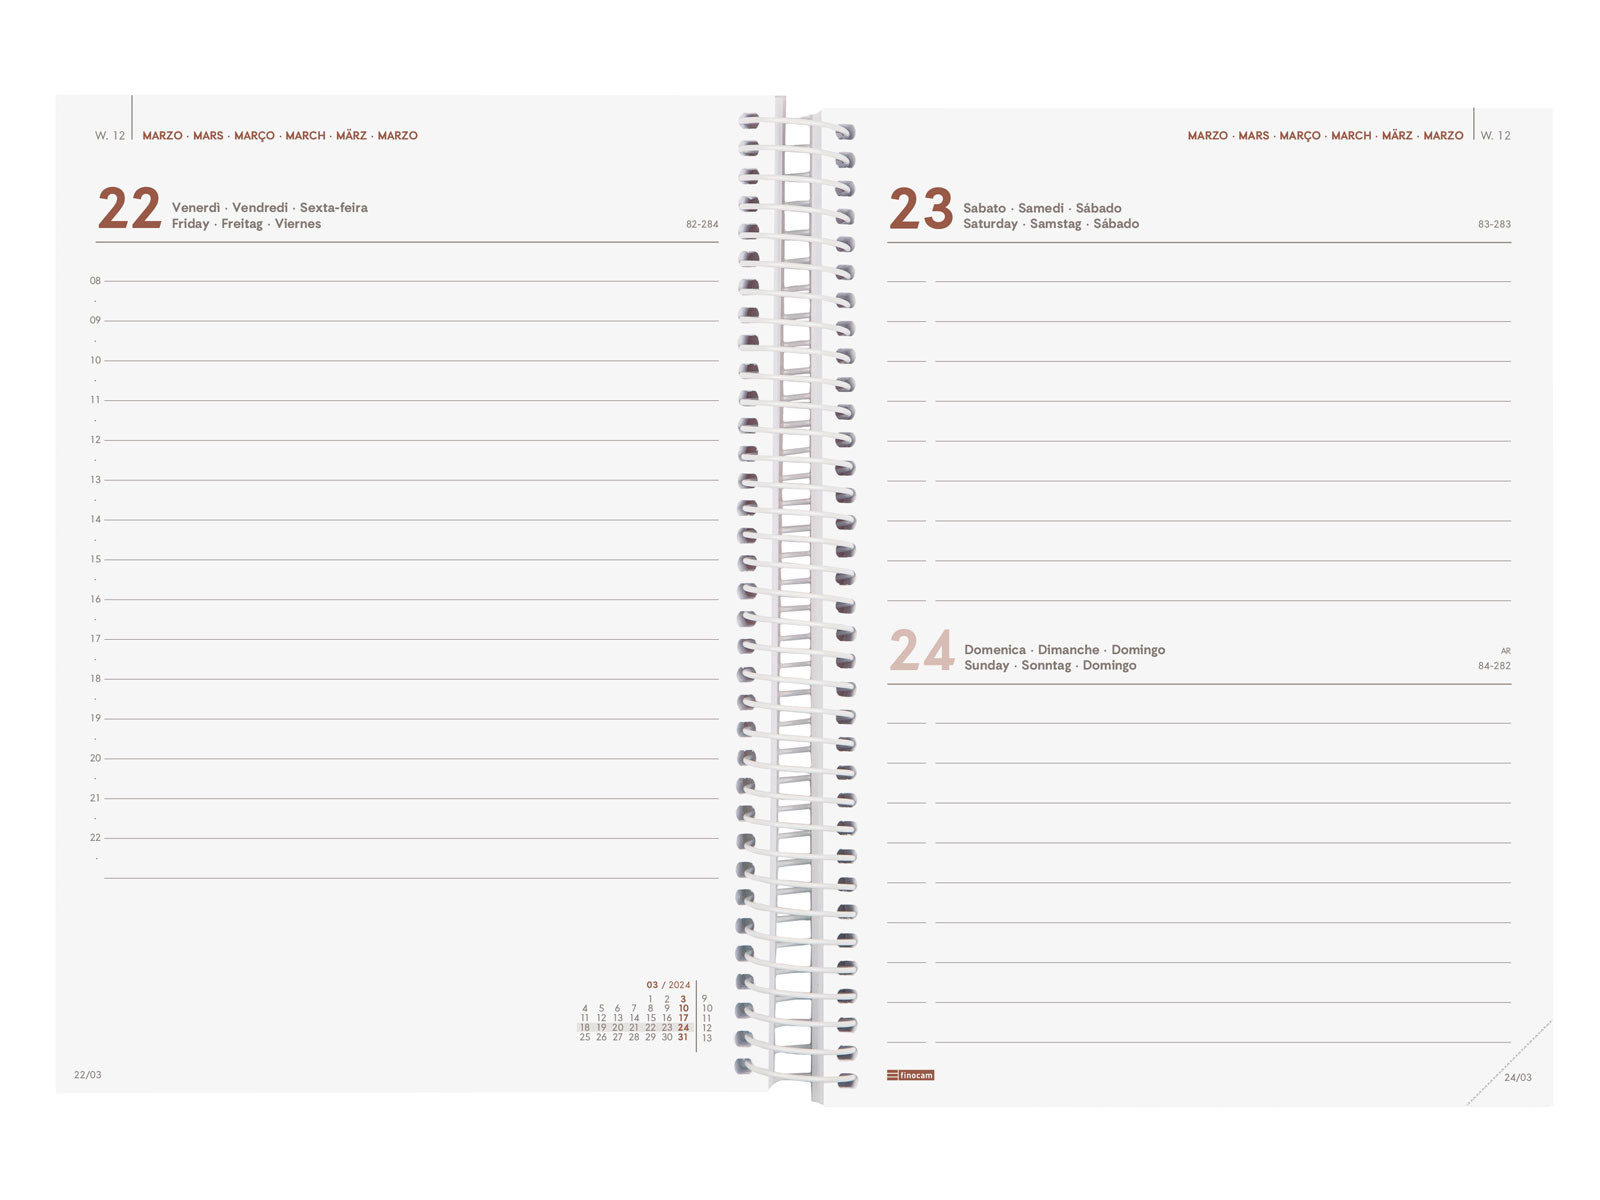 W. 12 MARZO · MARS · MARÇO · MARCH · MÄRZ · MARZO
22 Venerdì · Vendredi · Sexta-feira
Friday · Freitag · Viernes 82-284
08
09
10
11
12
13
14
15
16
17
18
19
20
21
22
03 / 2024
1 2 3 9
4 5 6 7 8 9 10 10
11 12 13 14 15 16 17 11
18 19 20 21 22 23 24 12
25 26 27 28 29 30 31 13
22/03
MARZO · MARS · MARÇO · MARCH · MÄRZ · MARZO W. 12
23 Sabato · Samedi · Sábado
Saturday · Samstag · Sábado 83-283
24 Domenica · Dimanche · Domingo AR
Sunday · Sonntag · Domingo 84-282
finocam
24/03